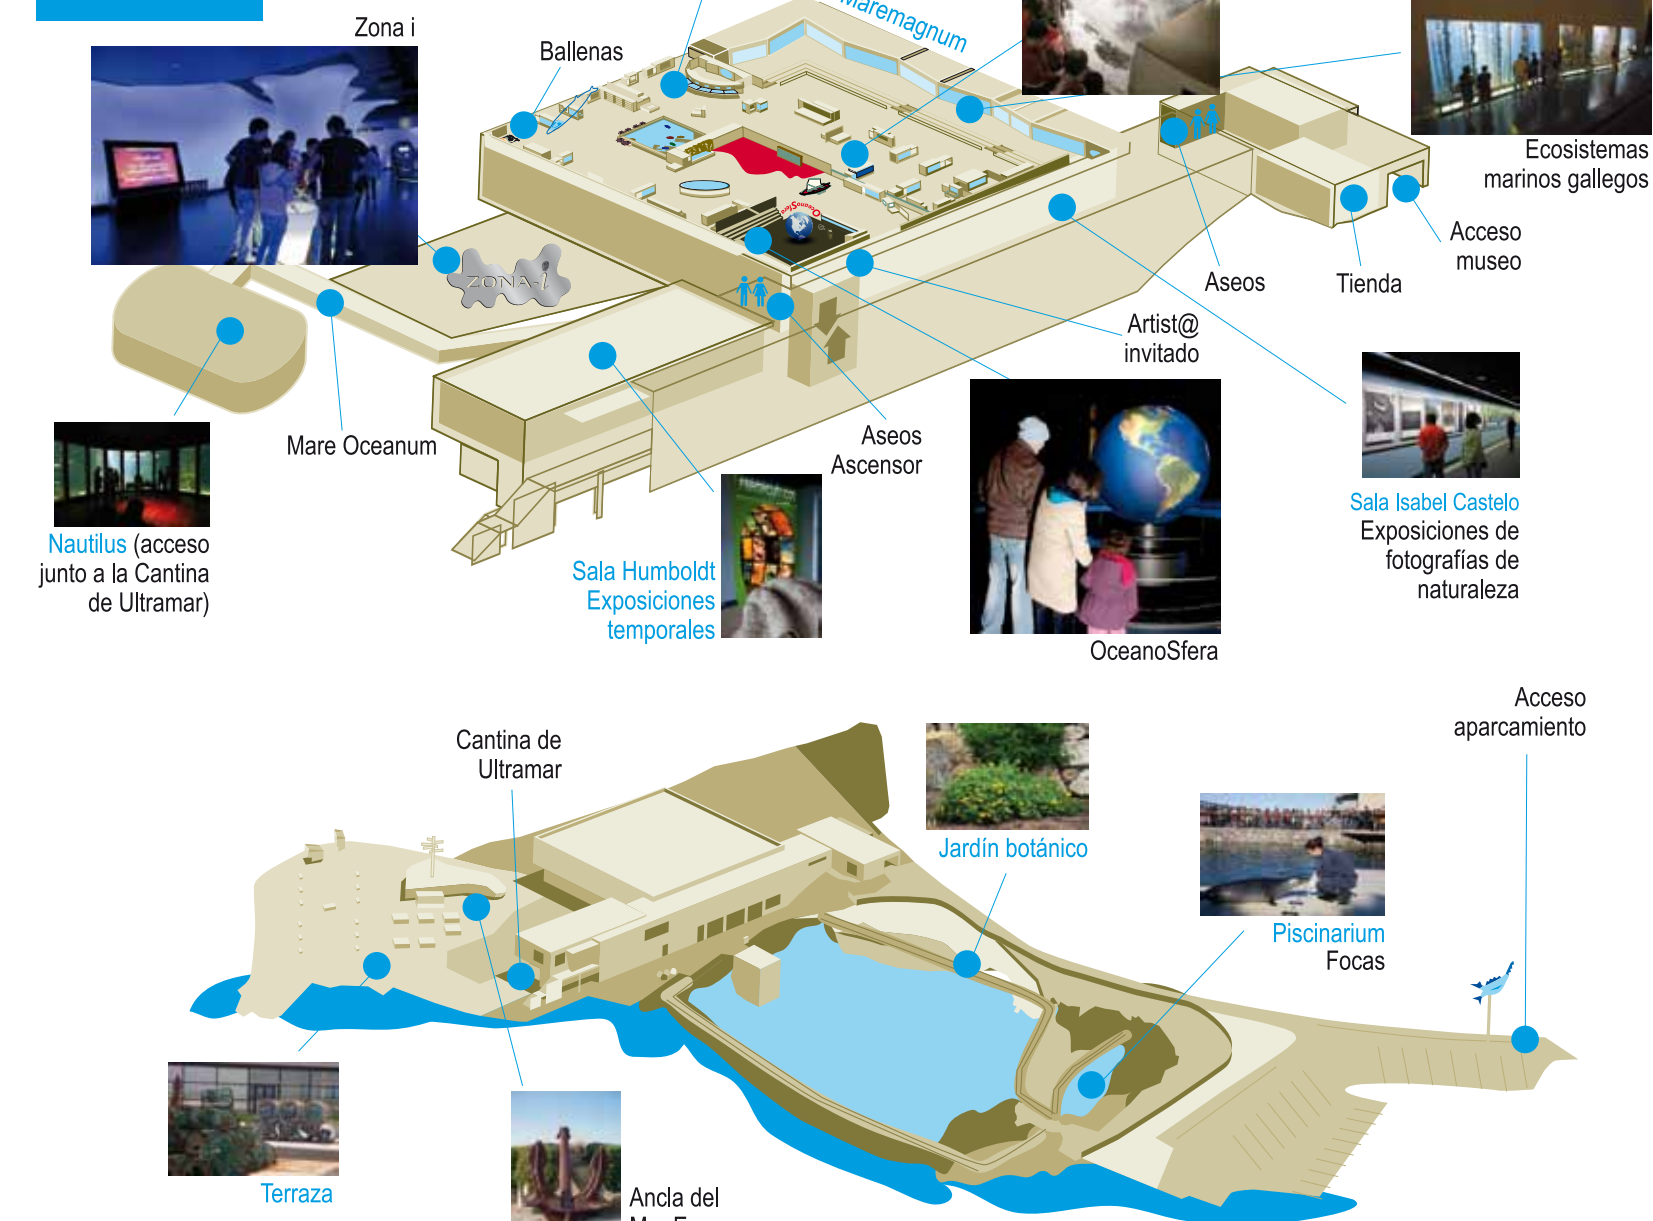 Zona i
Ballenas
Maremagnum
Ecosistemas
marinos gallegos
Acceso
museo
Aseos
Tienda
ZONA-i
OceanoSfera
Artist@
invitado
Mare Oceanum
Aseos
Ascensor
Nautilus (acceso
junto a la Cantina
de Ultramar)
Sala Humboldt
Exposiciones
temporales
OceanoSfera
Sala Isabel Castelo
Exposiciones de
fotografías de
naturaleza
Acceso
aparcamiento
Cantina de
Ultramar
Jardín botánico
Piscinarium
Focas
Terraza
Ancla del